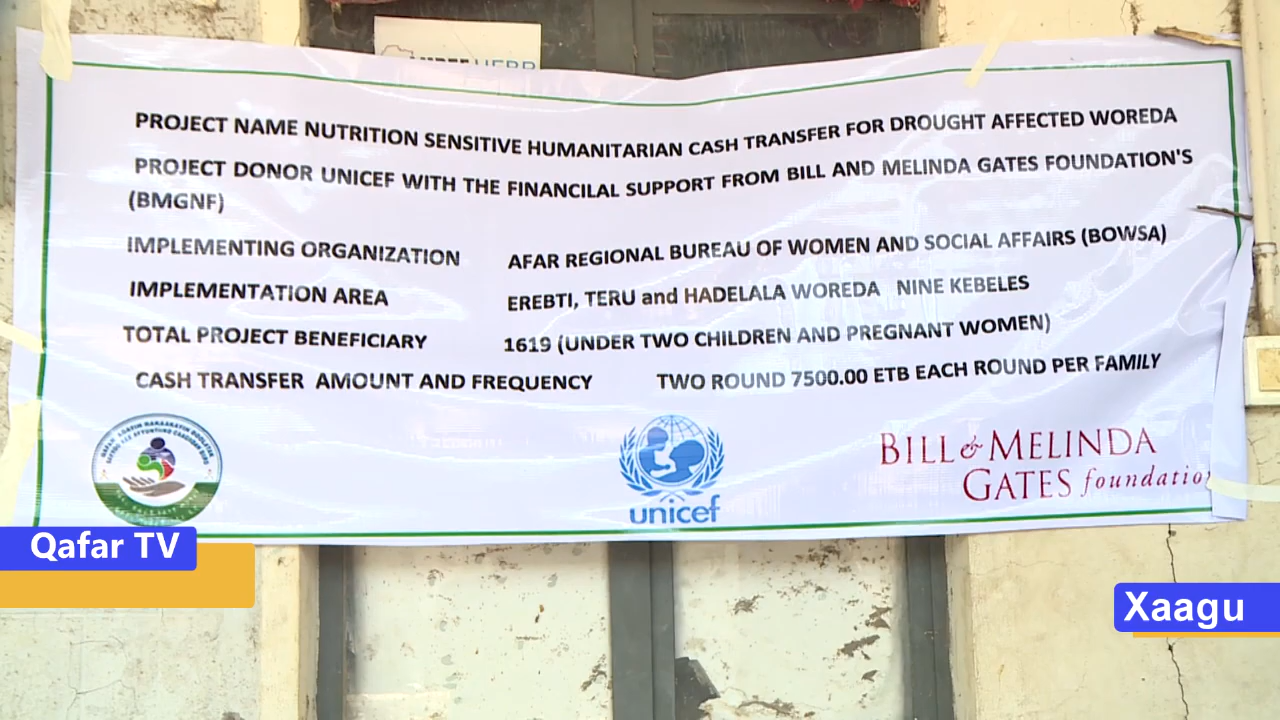 PROJECT NAME NUTRITION SENSITIVE HUMANITARIAN CASH TRANSFER FOR DROUGHT AFFECTED WOREDA
PROJECT DONOR UNICEF WITH THE FINANCILAL SUPPORT FROM BILL AND MELINDA GATES FOUNDATION'S
(BMGNF)
IMPLEMENTING ORGANIZATION AFAR REGIONAL BUREAU OF WOMEN AND SOCIAL AFFAIRS (BOWSA)
IMPLEMENTATION AREA EREBTI, TERU and HADELALA WOREDA NINE KEBELES
TOTAL PROJECT BENEFICIARY 1619 (UNDER TWO CHILDREN AND PREGNANT WOMEN)
CASH TRANSFER AMOUNT AND FREQUENCY TWO ROUND 7500.00 ETB EACH ROUND PER FAMILY
unicef
BILL & MELINDA
GATES foundation
Qafar TV
Xaagu